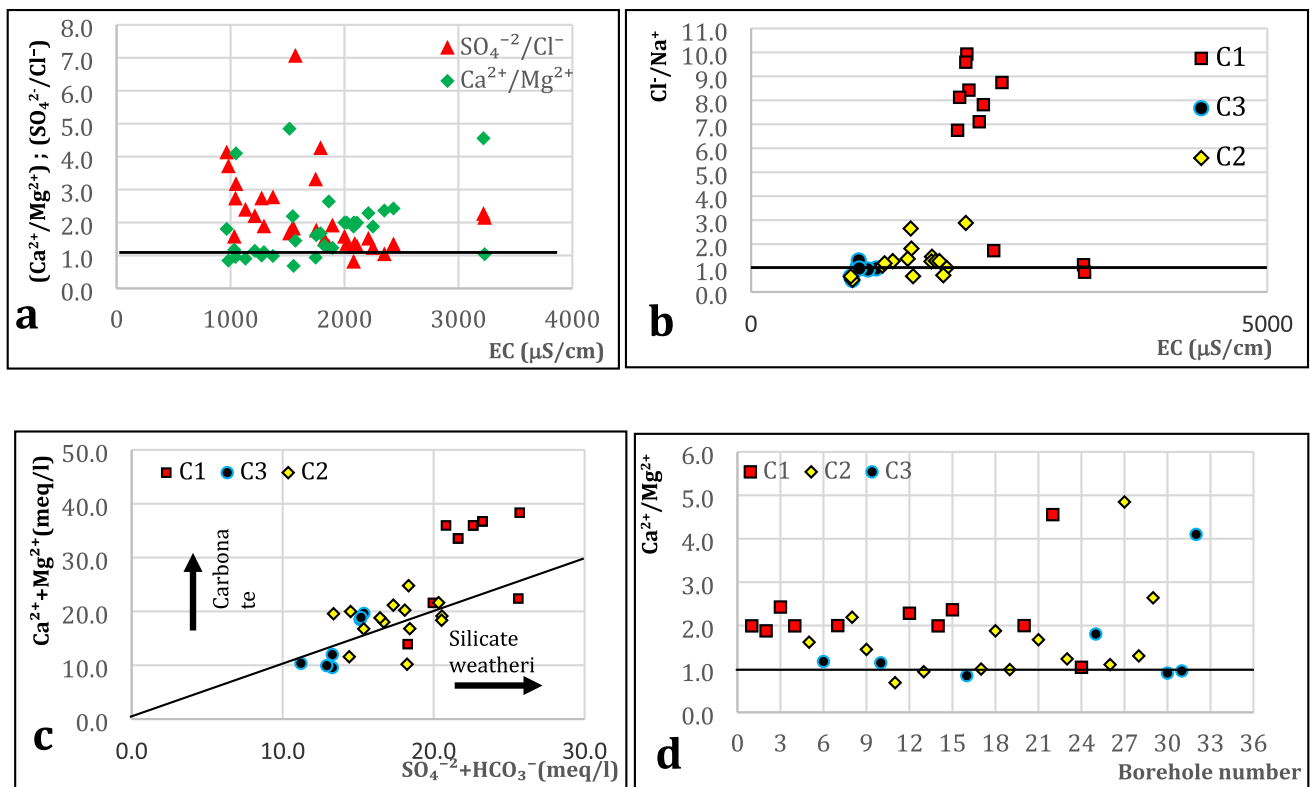 (Ca²⁺/Mg²⁺) ; (SO₄²⁻/Cl⁻)
8.0
7.0
6.0
5.0
4.0
3.0
2.0
1.0
0.0
SO₄⁻²/Cl⁻
Ca²⁺/Mg²⁺
0 1000 2000 3000 4000
EC (μS/cm)
a
Cl⁻/Na⁺
11.0
10.0
9.0
8.0
7.0
6.0
5.0
4.0
3.0
2.0
1.0
0.0
C1
C3
C2
0 5000
EC (μS/cm)
b
Ca²⁺+Mg²⁺(meq/l)
50.0
40.0
30.0
20.0
10.0
0.0
C1 C3 C2
Carbona
te
Silicate
weatheri
0.0 10.0 20.0 30.0
SO₄⁻²+HCO₃⁻(meq/l)
c
Ca²⁺/Mg²⁺
6.0
5.0
4.0
3.0
2.0
1.0
0.0
C1 C2 C3
0 3 6 9 12 15 18 21 24 27 30 33 36
Borehole number
d